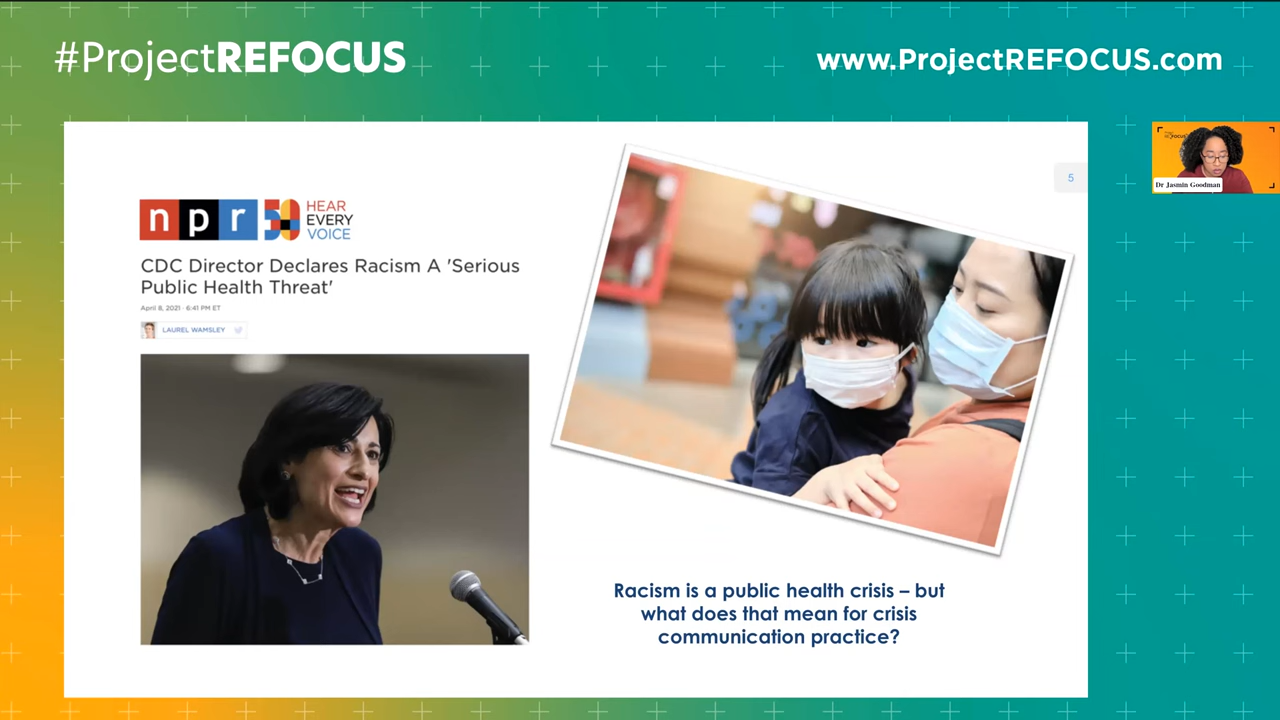 #ProjectREFOCUS
www.ProjectREFOCUS.com
5
npr 50 HEAR
EVERY
VOICE
CDC Director Declares Racism A 'Serious
Public Health Threat'
April 8, 2021 · 6:41 PM ET
LAUREL WAMSLEY
Racism is a public health crisis – but
what does that mean for crisis
communication practice?
REFOCUS
Dr Jasmin Goodman